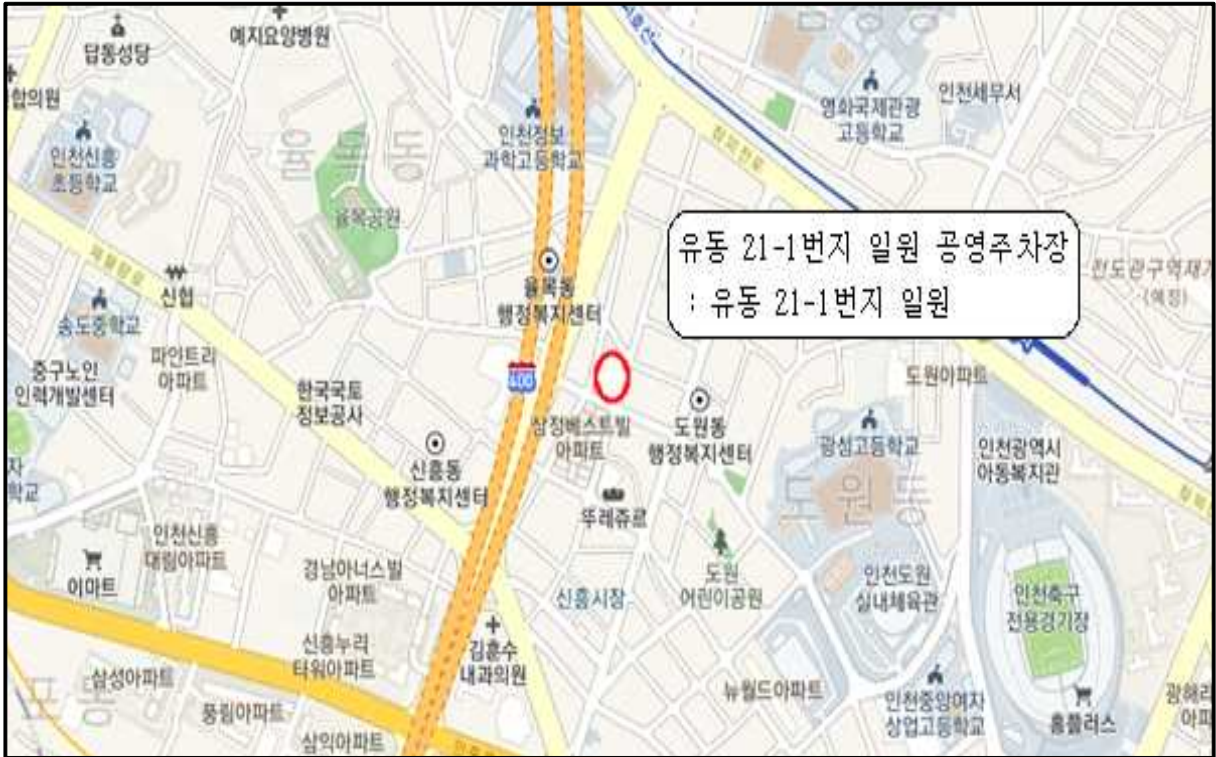 답동성당
예지요양병원
합의원
인천신흥
초등학교
율목동
율목공원
인천정보
과학고등학교
영화국제관광
고등학교
인천세무서
유동 21-1번지 일원 공영주차장
: 유동 21-1번지 일원
전도관구역재
(예정)
신협
송도중학교
율목동
행정복지센터
400
파인트리
아파트
중구노인
인력개발센터
한국국토
정보공사
도원아파트
삼정베스트빌
아파트
도원동
행정복지센터
광성고등학교
인천광역시
아동복지관
신흥동
행정복지센터
학교
뚜레쥬르
도원동
인천신흥
대림아파트
이마트
경남아너스빌
아파트
신흥시장
도원
어린이공원
인천도원
실내체육관
인천축구
전용경기장
신흥누리
타워아파트
김훈수
내과의원
삼성아파트
풍림아파트
삼익아파트
뉴월드아파트
인천중앙여자
상업고등학교
홈플러스